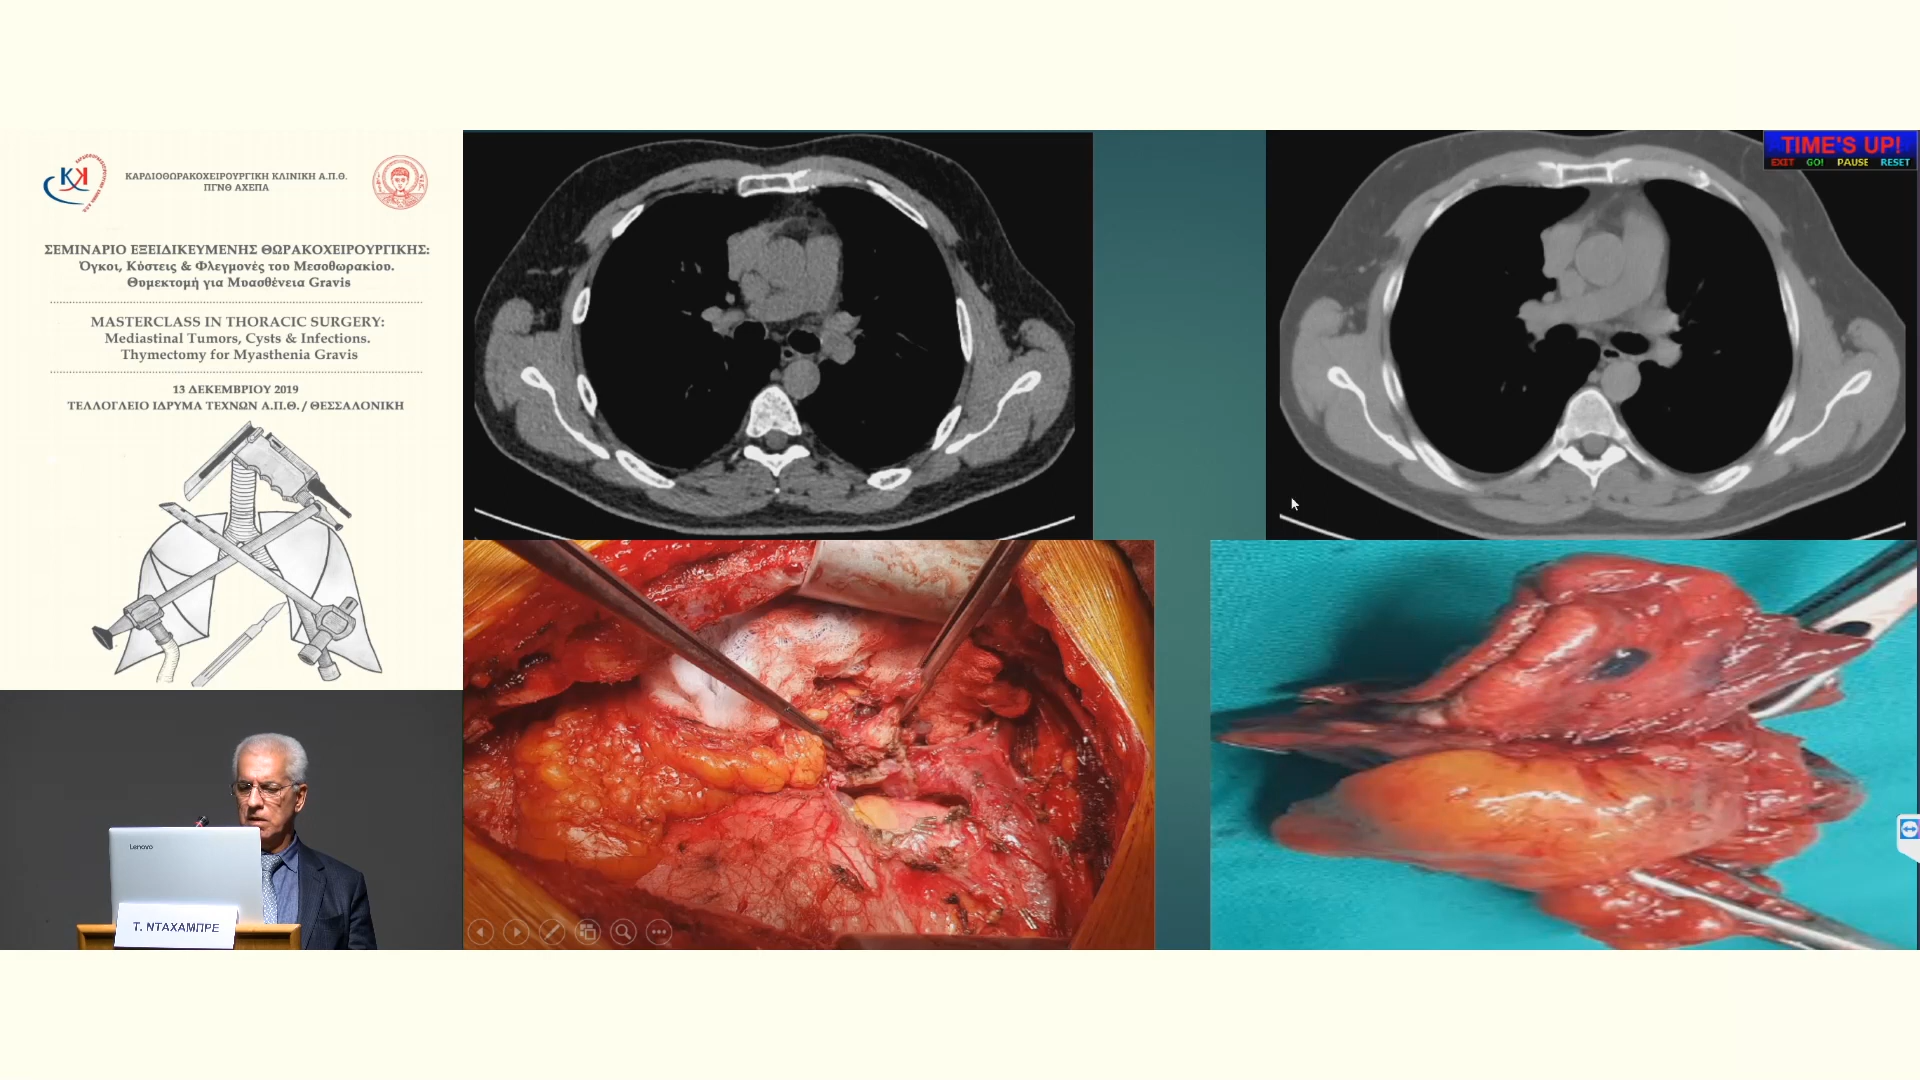 ΚΚ
ΚΑΡΔΙΟΘΩΡΑΚΟΧΕΙΡΟΥΡΓΙΚΗ ΚΛΙΝΙΚΗ Α.Π.Θ.
ΠΓΝΘ ΑΧΕΠΑ
ΣΕΜΙΝΑΡΙΟ ΕΞΕΙΔΙΚΕΥΜΕΝΗΣ ΘΩΡΑΚΟΧΕΙΡΟΥΡΓΙΚΗΣ:
Όγκοι, Κύστεις & Φλεγμονές του Μεσοθωρακίου.
Θυμεκτομή για Μυασθένεια Gravis
MASTERCLASS IN THORACIC SURGERY:
Mediastinal Tumors, Cysts & Infections.
Thymectomy for Myasthenia Gravis
13 ΔΕΚΕΜΒΡΙΟΥ 2019
ΤΕΛΛΟΓΛΕΙΟ ΙΔΡΥΜΑ ΤΕΧΝΩΝ Α.Π.Θ. / ΘΕΣΣΑΛΟΝΙΚΗ
Lenovo
Τ. ΝΤΑΧΑΜΠΡΕ
TIME'S UP!
EXIT GO! PAUSE RESET